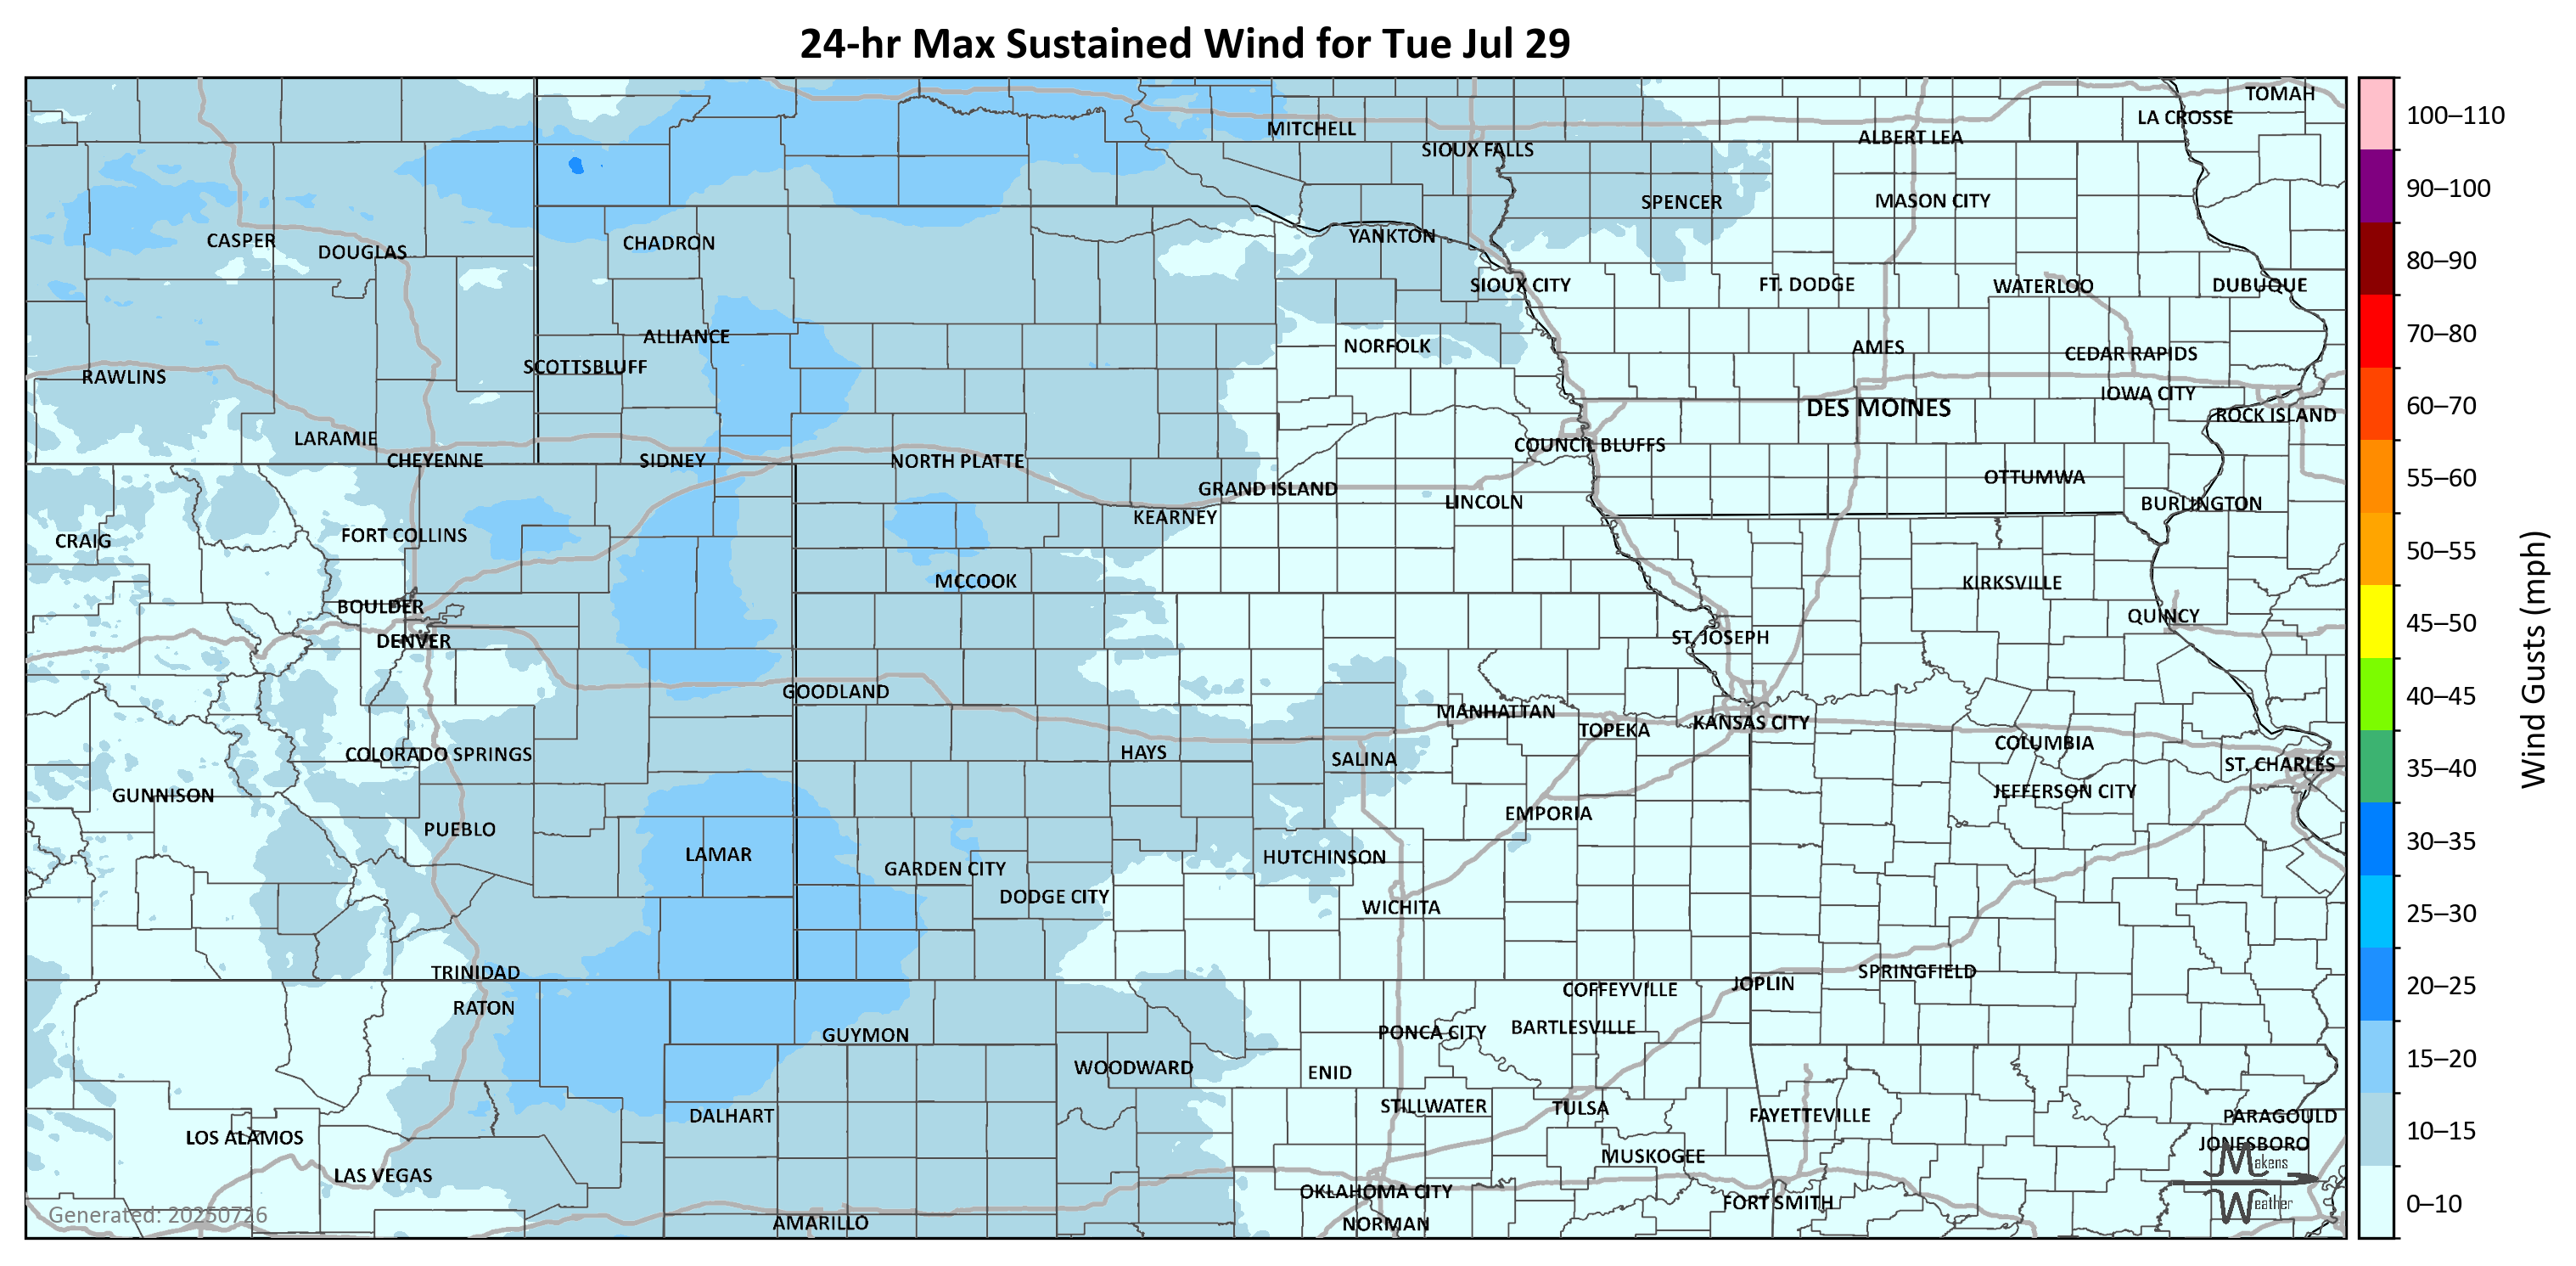 24-hr Max Sustained Wind for Tue Jul 29
TOMAH
LA CROSSE
MITCHELL
ALBERT LEA
SIOUX FALLS
SPENCER
MASON CITY
CASPER
DOUGLAS
CHADRON
YANKTON
SIOUX CITY
FT. DODGE
WATERLOO
DUBUQUE
ALLIANCE
NORFOLK
AMES
CEDAR RAPIDS
SCOTTSBLUFF
RAWLINS
IOWA CITY
DES MOINES
ROCK ISLAND
LARAMIE
COUNCIL BLUFFS
CHEYENNE
SIDNEY
NORTH PLATTE
OTTUMWA
GRAND ISLAND
LINCOLN
BURLINGTON
KEARNEY
FORT COLLINS
CRAIG
MCCOOK
KIRKSVILLE
BOULDER
QUINCY
DENVER
ST. JOSEPH
GOODLAND
MANHATTAN
TOPEKA
KANSAS CITY
COLUMBIA
COLORADO SPRINGS
HAYS
SALINA
ST. CHARLES
GUNNISON
JEFFERSON CITY
EMPORIA
PUEBLO
LAMAR
HUTCHINSON
GARDEN CITY
DODGE CITY
WICHITA
TRINIDAD
SPRINGFIELD
JOPLIN
COFFEYVILLE
RATON
GUYMON
PONCA CITY
BARTLESVILLE
WOODWARD
ENID
STILLWATER
TULSA
DALHART
FAYETTEVILLE
PARAGOULD
LOS ALAMOS
JONESBORO
MUSKOGEE
LAS VEGAS
OKLAHOMA CITY
FORT SMITH
AMARILLO
NORMAN
Generated: 20250726
Makens
Weather
100–110
90–100
80–90
70–80
60–70
55–60
50–55
45–50
40–45
35–40
30–35
25–30
20–25
15–20
10–15
0–10
Wind Gusts (mph)